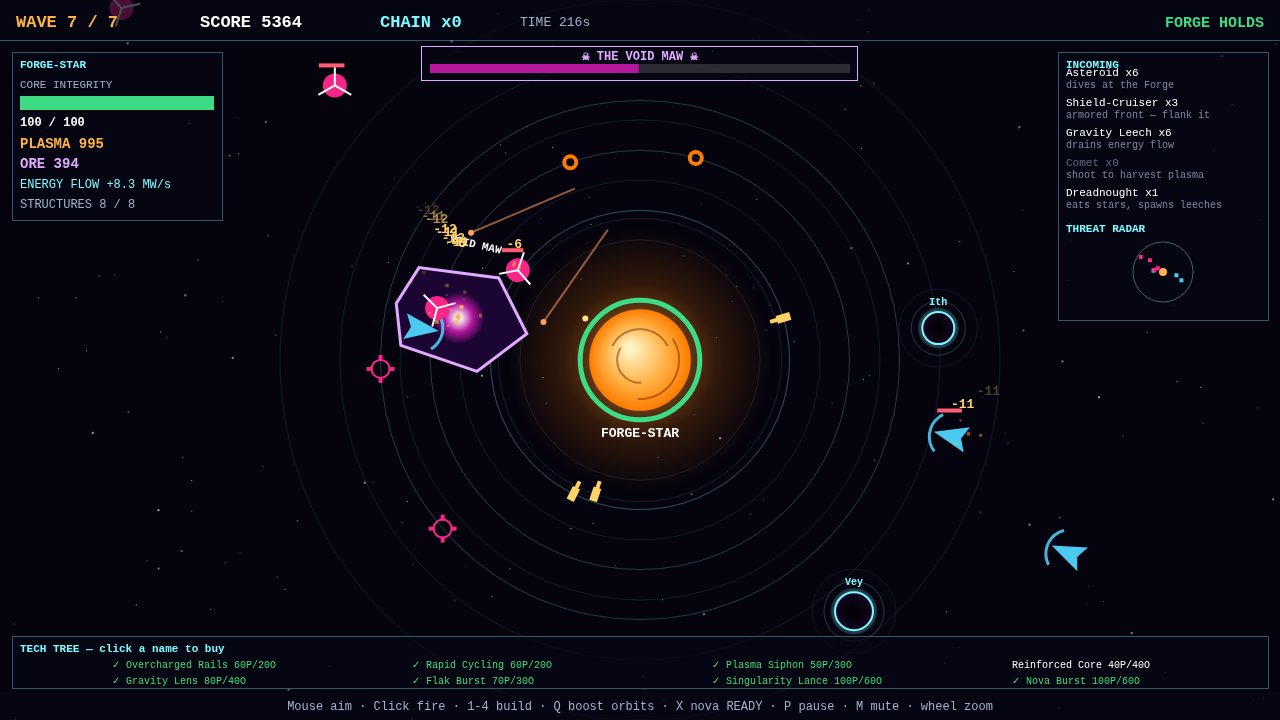 WAVE 7 / 7
SCORE 5364
CHAIN x0
TIME 216s
FORGE HOLDS
☠ THE VOID MAW ☠
FORGE-STAR
CORE INTEGRITY
100 / 100
PLASMA 995
ORE 394
ENERGY FLOW +8.3 MW/s
STRUCTURES 8 / 8
INCOMING
Asteroid x6
dives at the Forge
Shield-Cruiser x3
armored front — flank it
Gravity Leech x6
drains energy flow
Comet x0
shoot to harvest plasma
Dreadnought x1
eats stars, spawns leeches
THREAT RADAR
-12
-12
-12
-6
MAW
Ith
-11
-11
FORGE-STAR
Vey
TECH TREE — click a name to buy
✓ Overcharged Rails 60P/20O
✓ Rapid Cycling 60P/20O
✓ Plasma Siphon 50P/30O
Reinforced Core 40P/40O
✓ Gravity Lens 80P/40O
✓ Flak Burst 70P/30O
✓ Singularity Lance 100P/60O
✓ Nova Burst 100P/60O
Mouse aim · Click fire · 1-4 build · Q boost orbits · X nova READY · P pause · M mute · wheel zoom